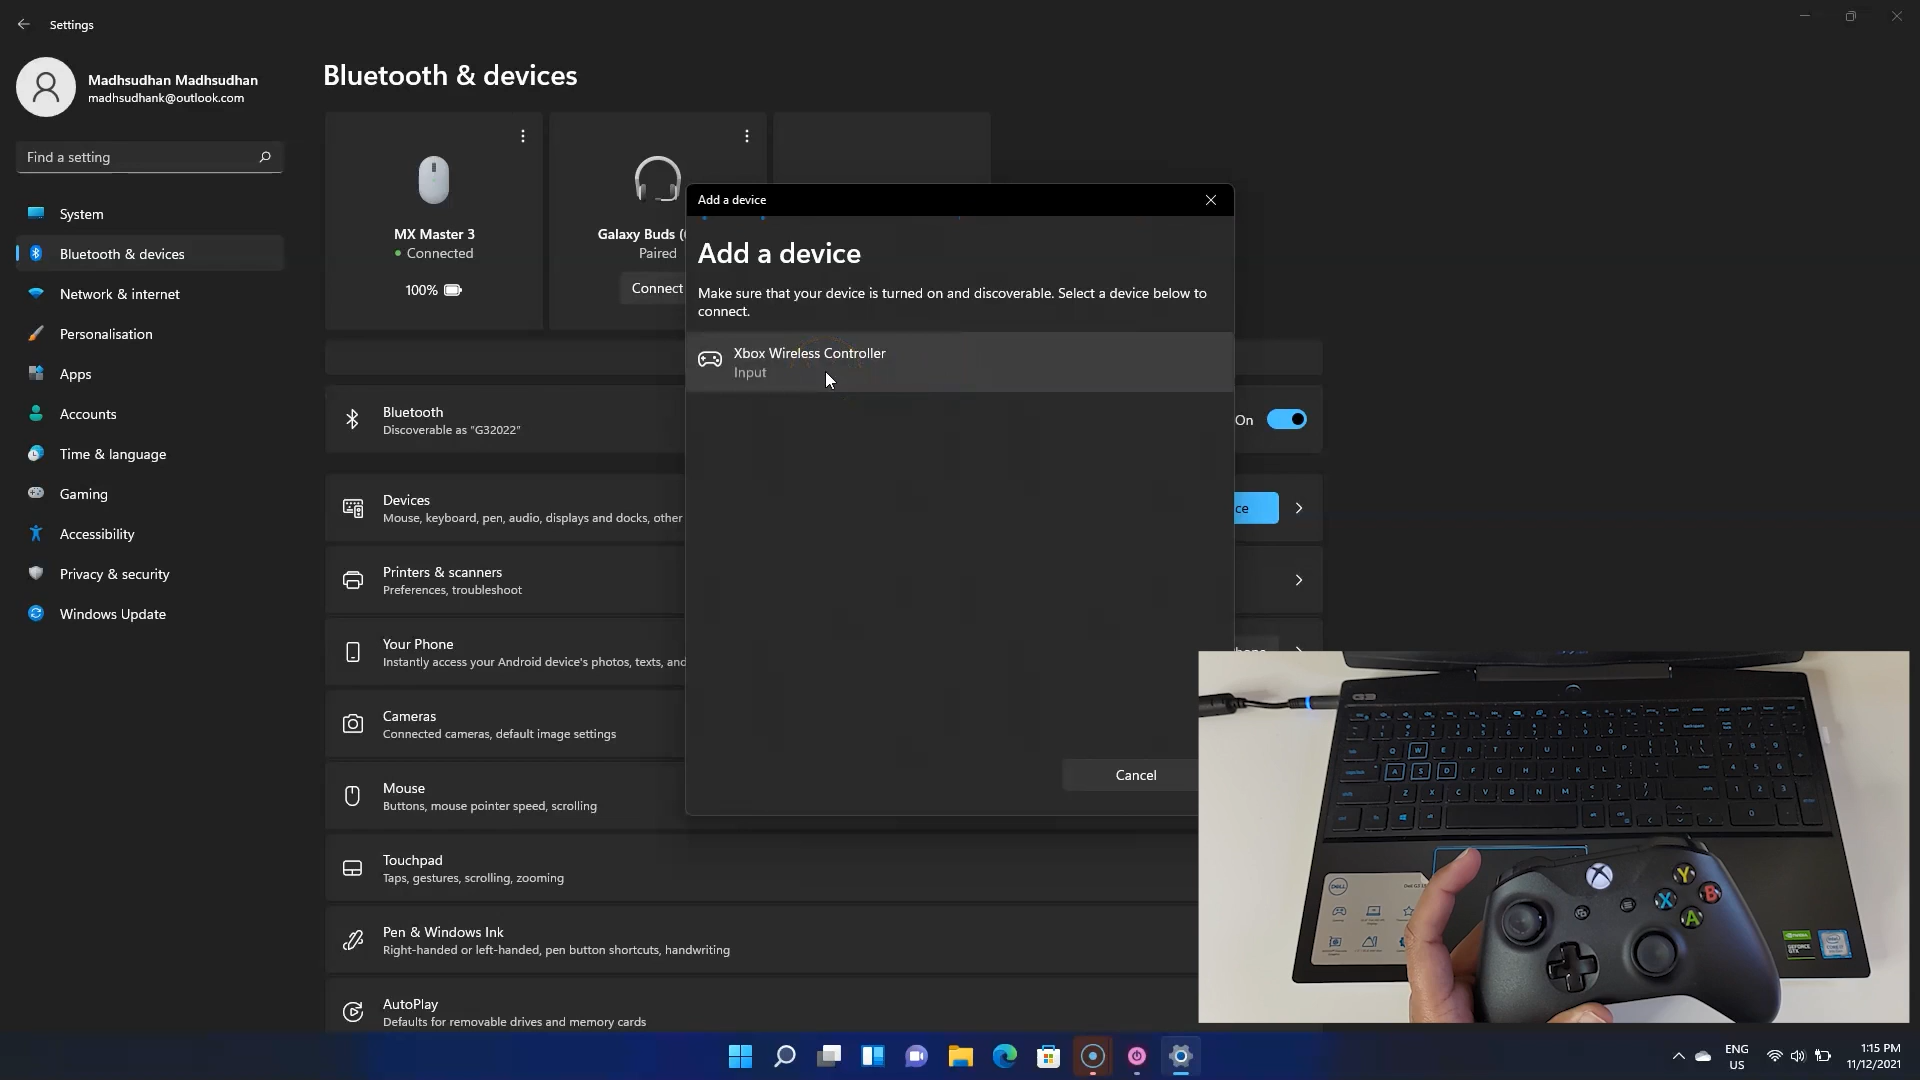 Settings
Madhsudhan Madhsudhan
madhsudhank@outlook.com
Find a setting
System
Bluetooth & devices
Network & internet
Personalisation
Apps
Accounts
Time & language
Gaming
Accessibility
Privacy & security
Windows Update
Bluetooth & devices
MX Master 3
Connected
100%
Galaxy Buds (
Paired
Connect
Add a device
Add a device
Make sure that your device is turned on and discoverable. Select a device below to
connect.
Xbox Wireless Controller
Input
Cancel
Bluetooth
Discoverable as "G32022"
On
Devices
Mouse, keyboard, pen, audio, displays and docks, other
ce
Printers & scanners
Preferences, troubleshoot
Your Phone
Instantly access your Android device's photos, texts, and
Cameras
Connected cameras, default image settings
Mouse
Buttons, mouse pointer speed, scrolling
Touchpad
Taps, gestures, scrolling, zooming
Pen & Windows Ink
Right-handed or left-handed, pen button shortcuts, handwriting
AutoPlay
Defaults for removable drives and memory cards
Q W E R T Y U I O P
A S D F G H J K L
Z X C V B N M
DELL
Y
X B
A
ENG
US
1:15 PM
11/12/2021